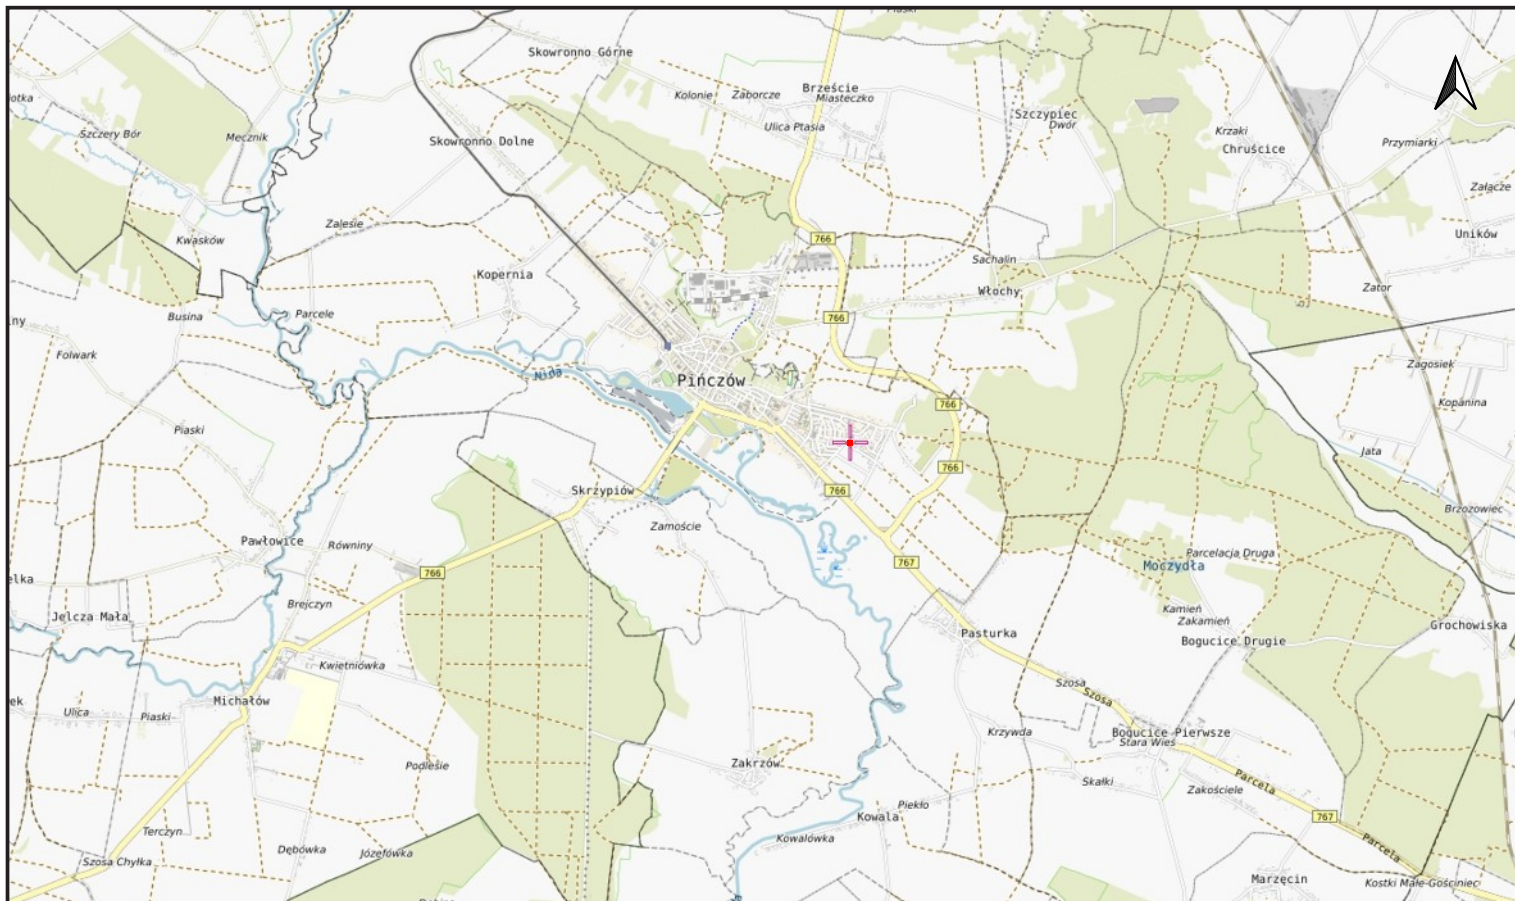 Piaski
Skowronno Górne
Kolonie
Zaborcze
Brzeście
Miasteczko
Ulica Ptasia
Szczypiec
Dwór
Szczery Bór
Mecznik
Skowronno Dolne
Krzaki
Chruścice
Przymiarki
Załącze
Uników
Zalesie
Kwasków
766
Sachalin
Kopernia
Włochy
Zator
Busina
Parcele
766
Folwark
Nida
Pińczów
Zagosiek
766
Kopanina
Piaski
Jata
766
Skrzypiów
766
Brzozowiec
Zamoście
Pawłowice
Równiny
Parcelacja Druga
767
Moczydła
766
Brejczyn
Jelcza Mała
Kamień
Zakamień
Grochowiska
Pasturka
Bogucice Drugie
Kwietniówka
Szosa
Szosa
Michałów
Ulica
Piaski
Krzywda
Bogucice Pierwsze
Stara Wieś
Podlesie
Zakrzów
Skałki
Parcela
Zakościele
Piekło
Kowala
767
Terczyn
Kowalówka
Parcela
Dębówka
Józefówka
Szosa Chyłka
Marzęcin
Kostki Małe-Gościniec